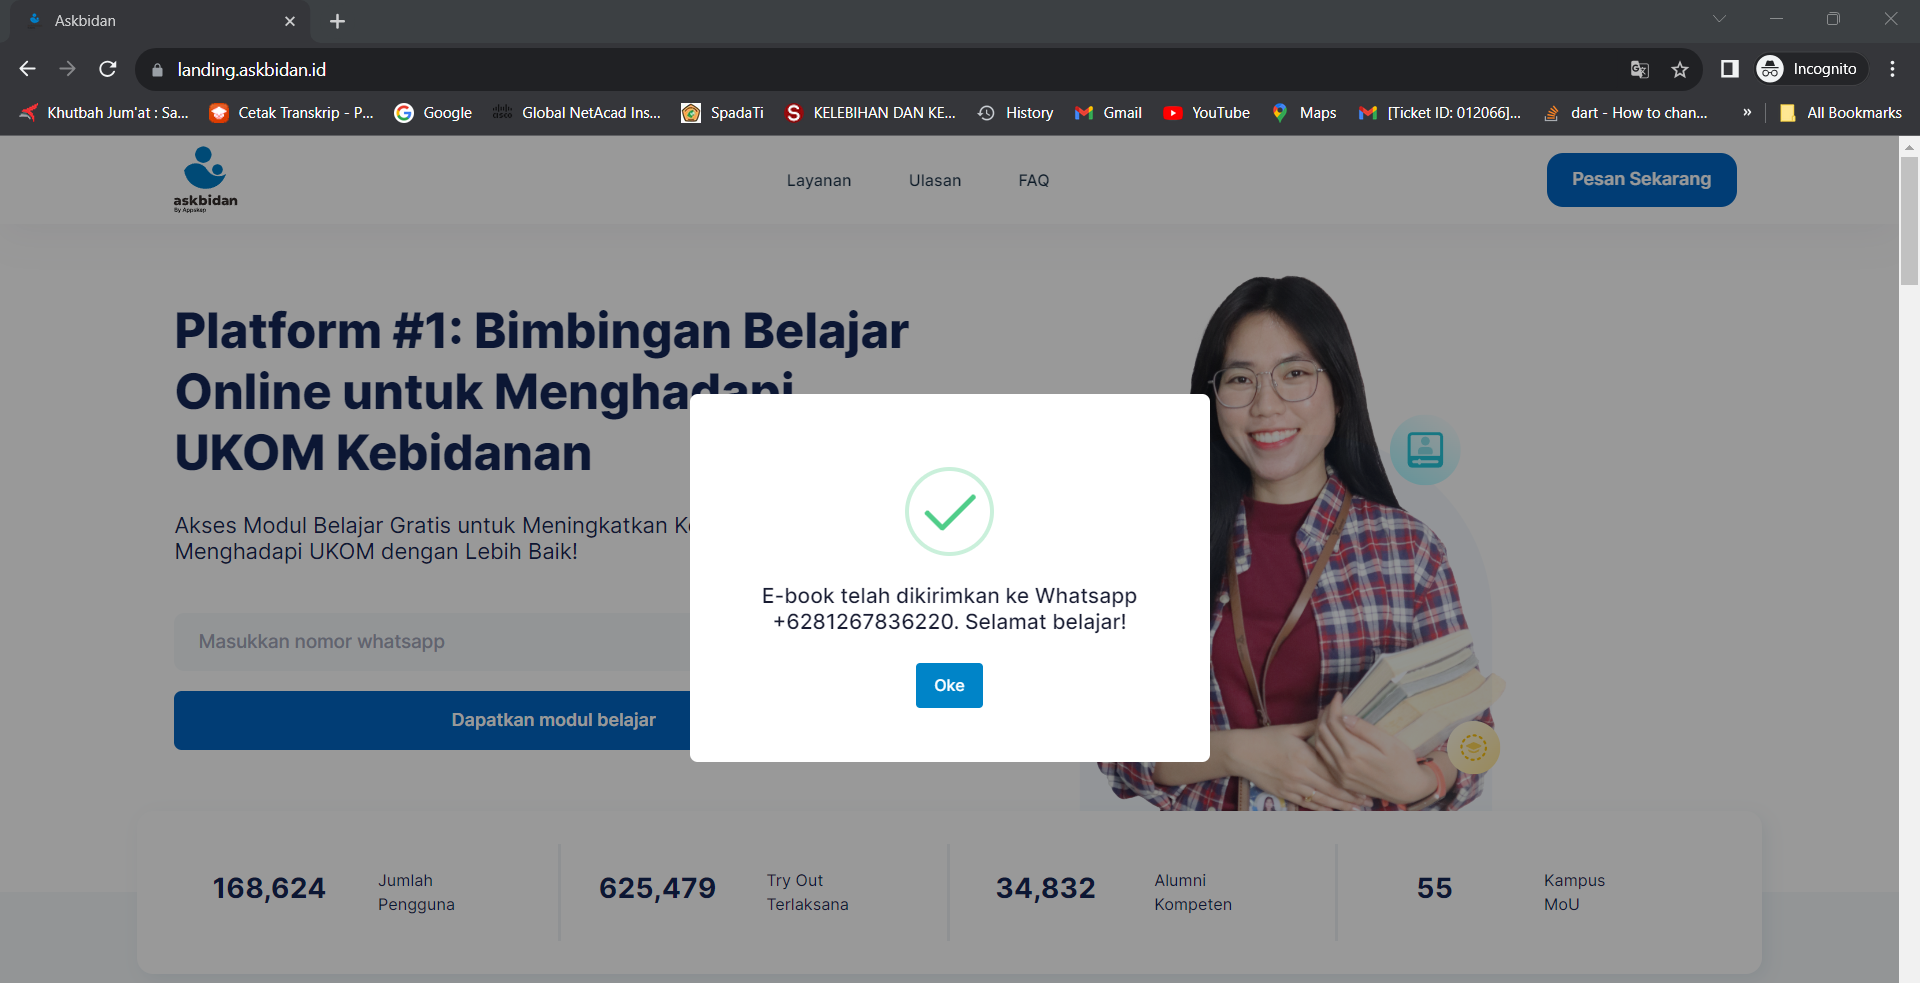 Askbidan
landing.askbidan.id
Incognito
Khutbah Jum'at : Sa...
Cetak Transkrip - P...
Google
Global NetAcad Ins...
SpadaTi
KELEBIHAN DAN KE...
History
Gmail
YouTube
Maps
[Ticket ID: 012066]...
dart - How to chan...
»
All Bookmarks
askbidan
By Appskep
Layanan
Ulasan
FAQ
Pesan Sekarang
Platform #1: Bimbingan Belajar
Online untuk Menghadapi
UKOM Kebidanan
Akses Modul Belajar Gratis untuk Meningkatkan
Menghadapi UKOM dengan Lebih Baik!
Masukkan nomor whatsapp
Dapatkan modul belajar
E-book telah dikirimkan ke Whatsapp
+6281267836220. Selamat belajar!
Oke
168,624
Jumlah
Pengguna
625,479
Try Out
Terlaksana
34,832
Alumni
Kompeten
55
Kampus
MoU